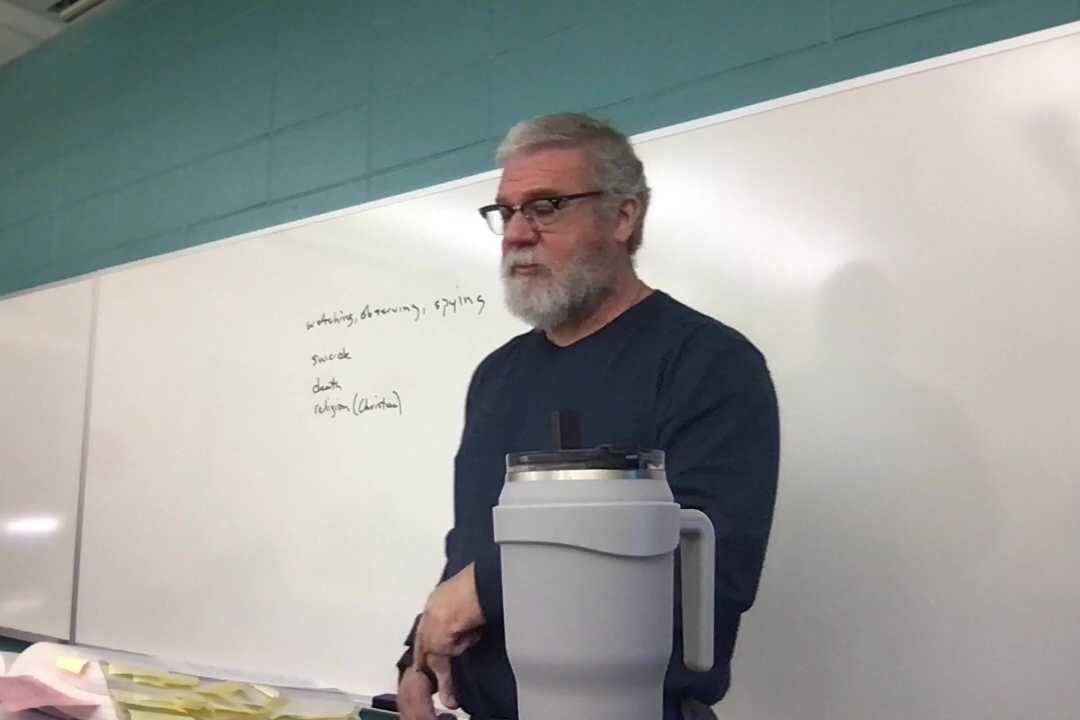 watching, observing, spying
suicide
death
religion (Christian)